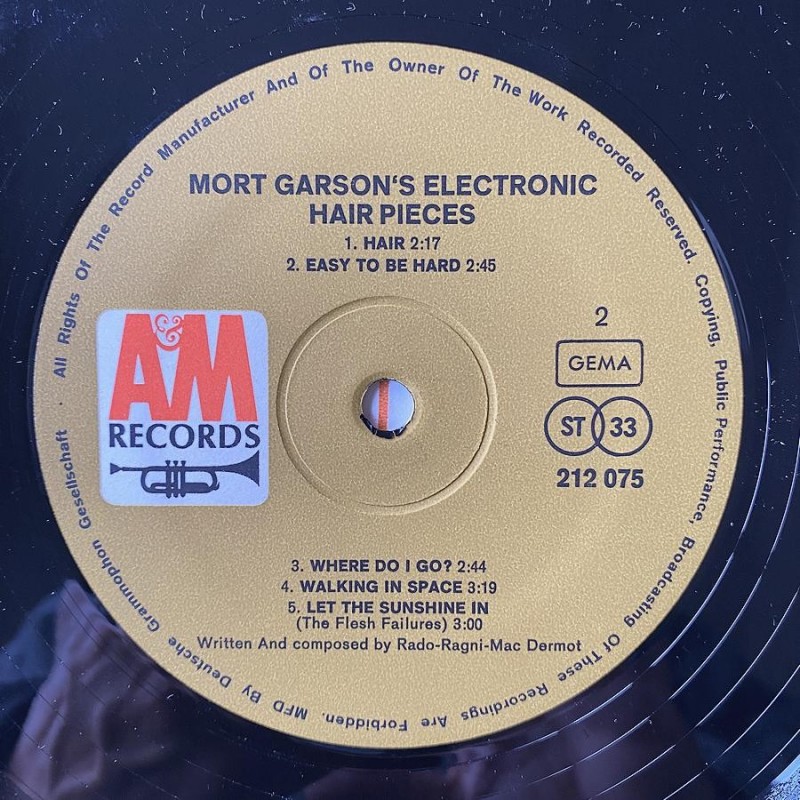 All Rights Of The Record Manufacturer And Of The Owner Of The Work Recorded Reserved. Copying, Public Performance, Broadcasting Of These Recordings Are Forbidden. MFD By Deutsche Grammophon Gesellschaft ·
MORT GARSON‘S ELECTRONIC
HAIR PIECES
1. HAIR 2:17
2. EASY TO BE HARD 2:45
A&M
RECORDS
2
GEMA
ST 33
212 075
3. WHERE DO I GO? 2:44
4. WALKING IN SPACE 3:19
5. LET THE SUNSHINE IN
(The Flesh Failures) 3:00
Written And composed by Rado-Ragni-Mac Dermot